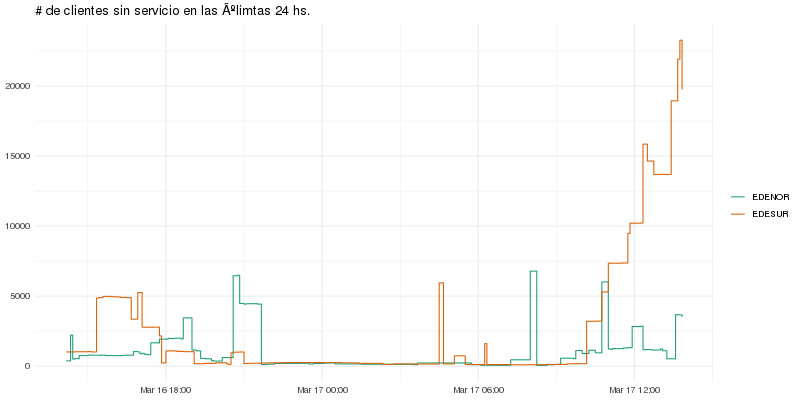 # de clientes sin servicio en las Ãºlimtas 24 hs.
20000
15000
10000
5000
0
Mar 16 18:00
Mar 17 00:00
Mar 17 06:00
Mar 17 12:00
EDENOR
EDESUR